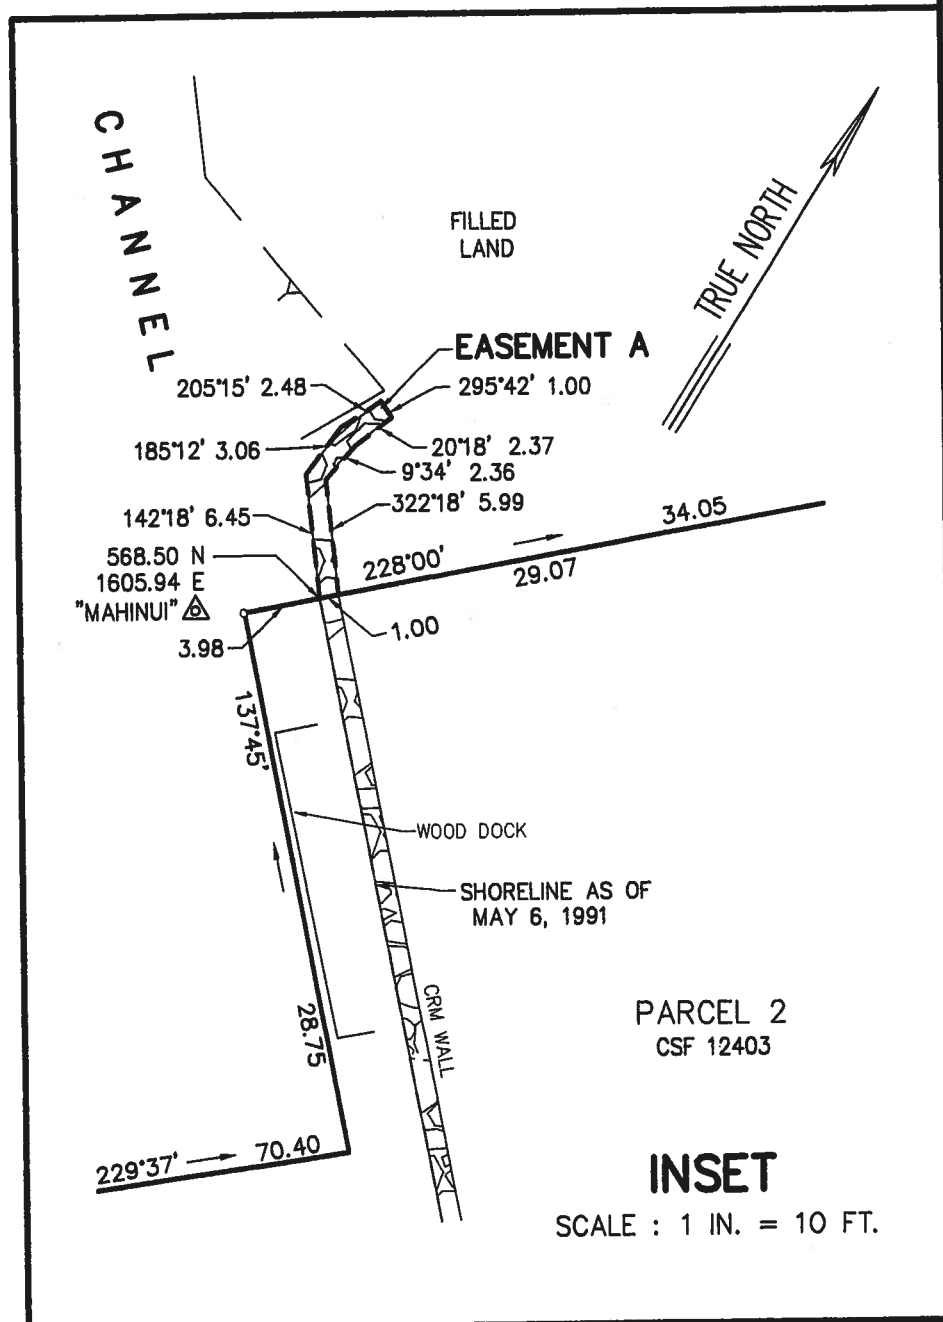 CHANNEL
FILLED
LAND
TRUE NORTH
EASEMENT A
205°15' 2.48
295°42' 1.00
185°12' 3.06
20°18' 2.37
9°34' 2.36
322°18' 5.99
142°18' 6.45
34.05
568.50 N
1605.94 E
"MAHINUI"
228°00'
29.07
3.98
1.00
137°45'
WOOD DOCK
SHORELINE AS OF
MAY 6, 1991
28.75
CRM WALL
PARCEL 2
CSF 12403
229°37' 70.40
INSET
SCALE : 1 IN. = 10 FT.